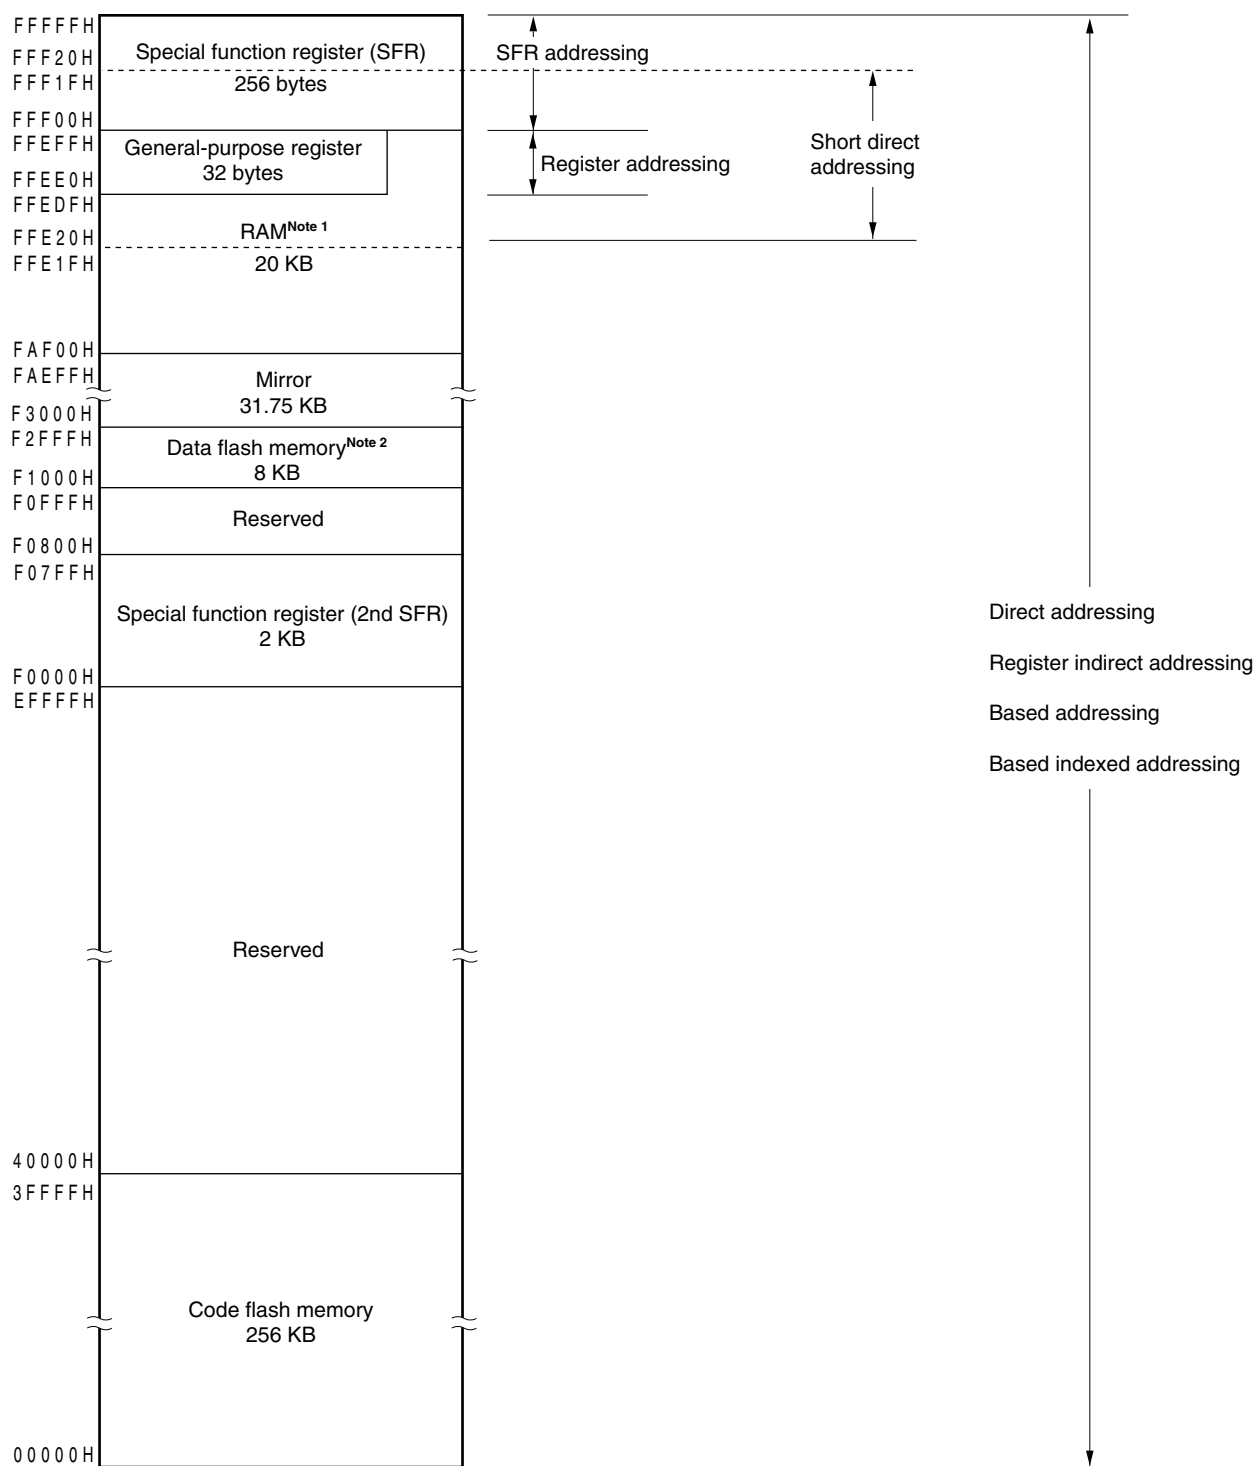 FFFFFH
Special function register (SFR)
SFR addressing
FFF20H
FFF1FH
256 bytes
FFF00H
FFEFFH
General-purpose register
32 bytes
Register addressing
Short direct
addressing
FFEE0H
FFEDFH
RAMNote 1
FFE20H
FFE1FH
20 KB
FAF00H
FAEFFH
Mirror
31.75 KB
F3000H
F2FFFH
Data flash memoryNote 2
8 KB
F1000H
F0FFFH
Reserved
F0800H
F07FFH
Special function register (2nd SFR)
2 KB
F0000H
EFFFFH
Direct addressing
Register indirect addressing
Based addressing
Based indexed addressing
Reserved
40000H
3FFFFH
Code flash memory
256 KB
00000H